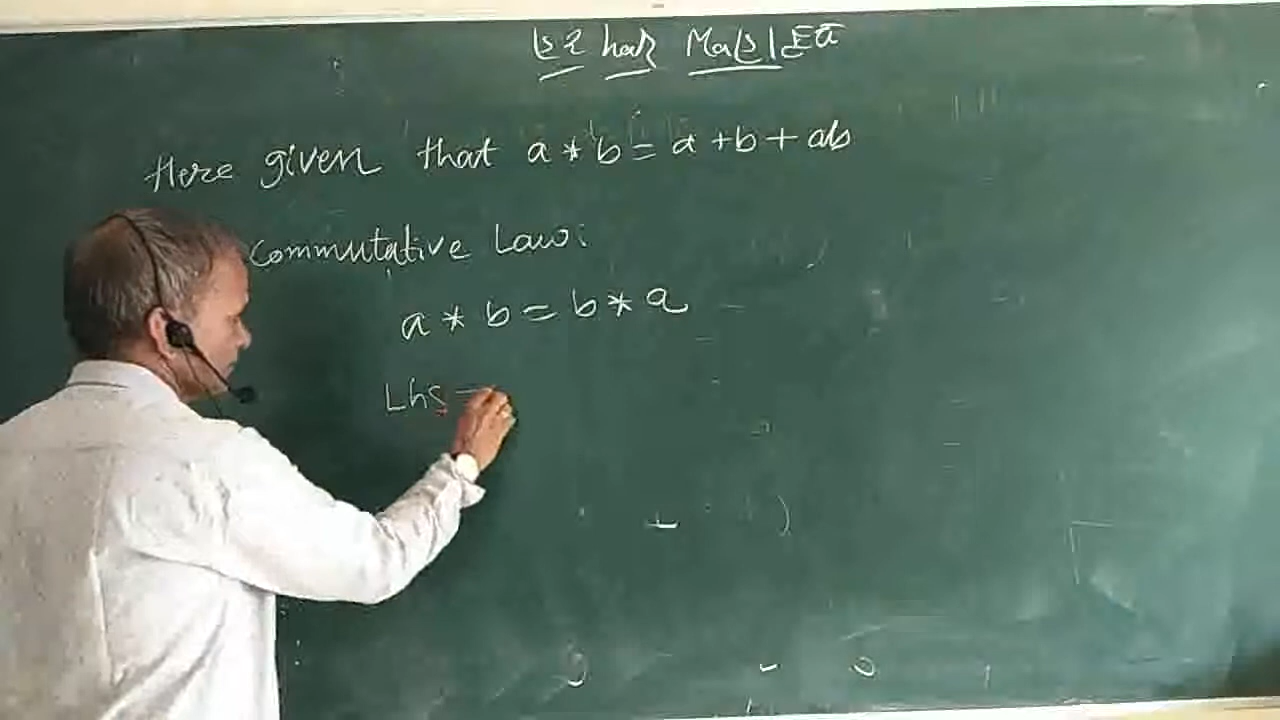 Here given that a * b = a + b + ab
Commutative Law:
a * b = b * a
Lhs =